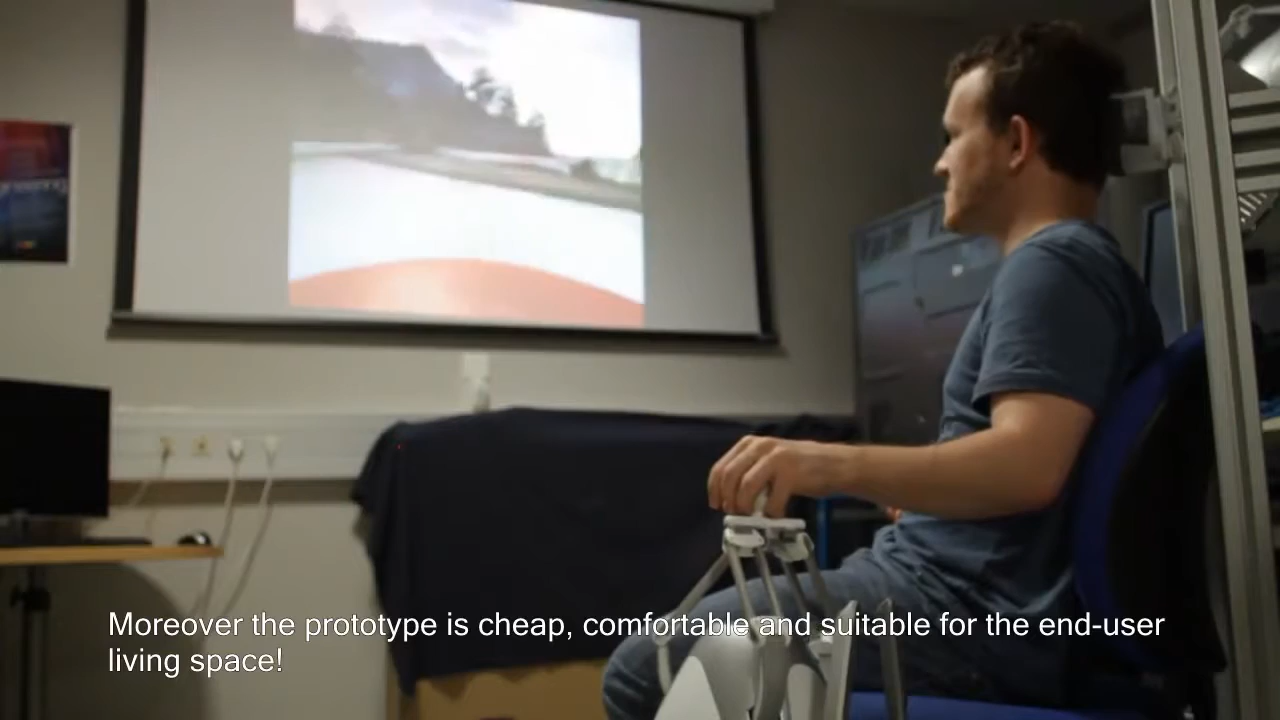 Moreover the prototype is cheap, comfortable and suitable for the end-user
living space!